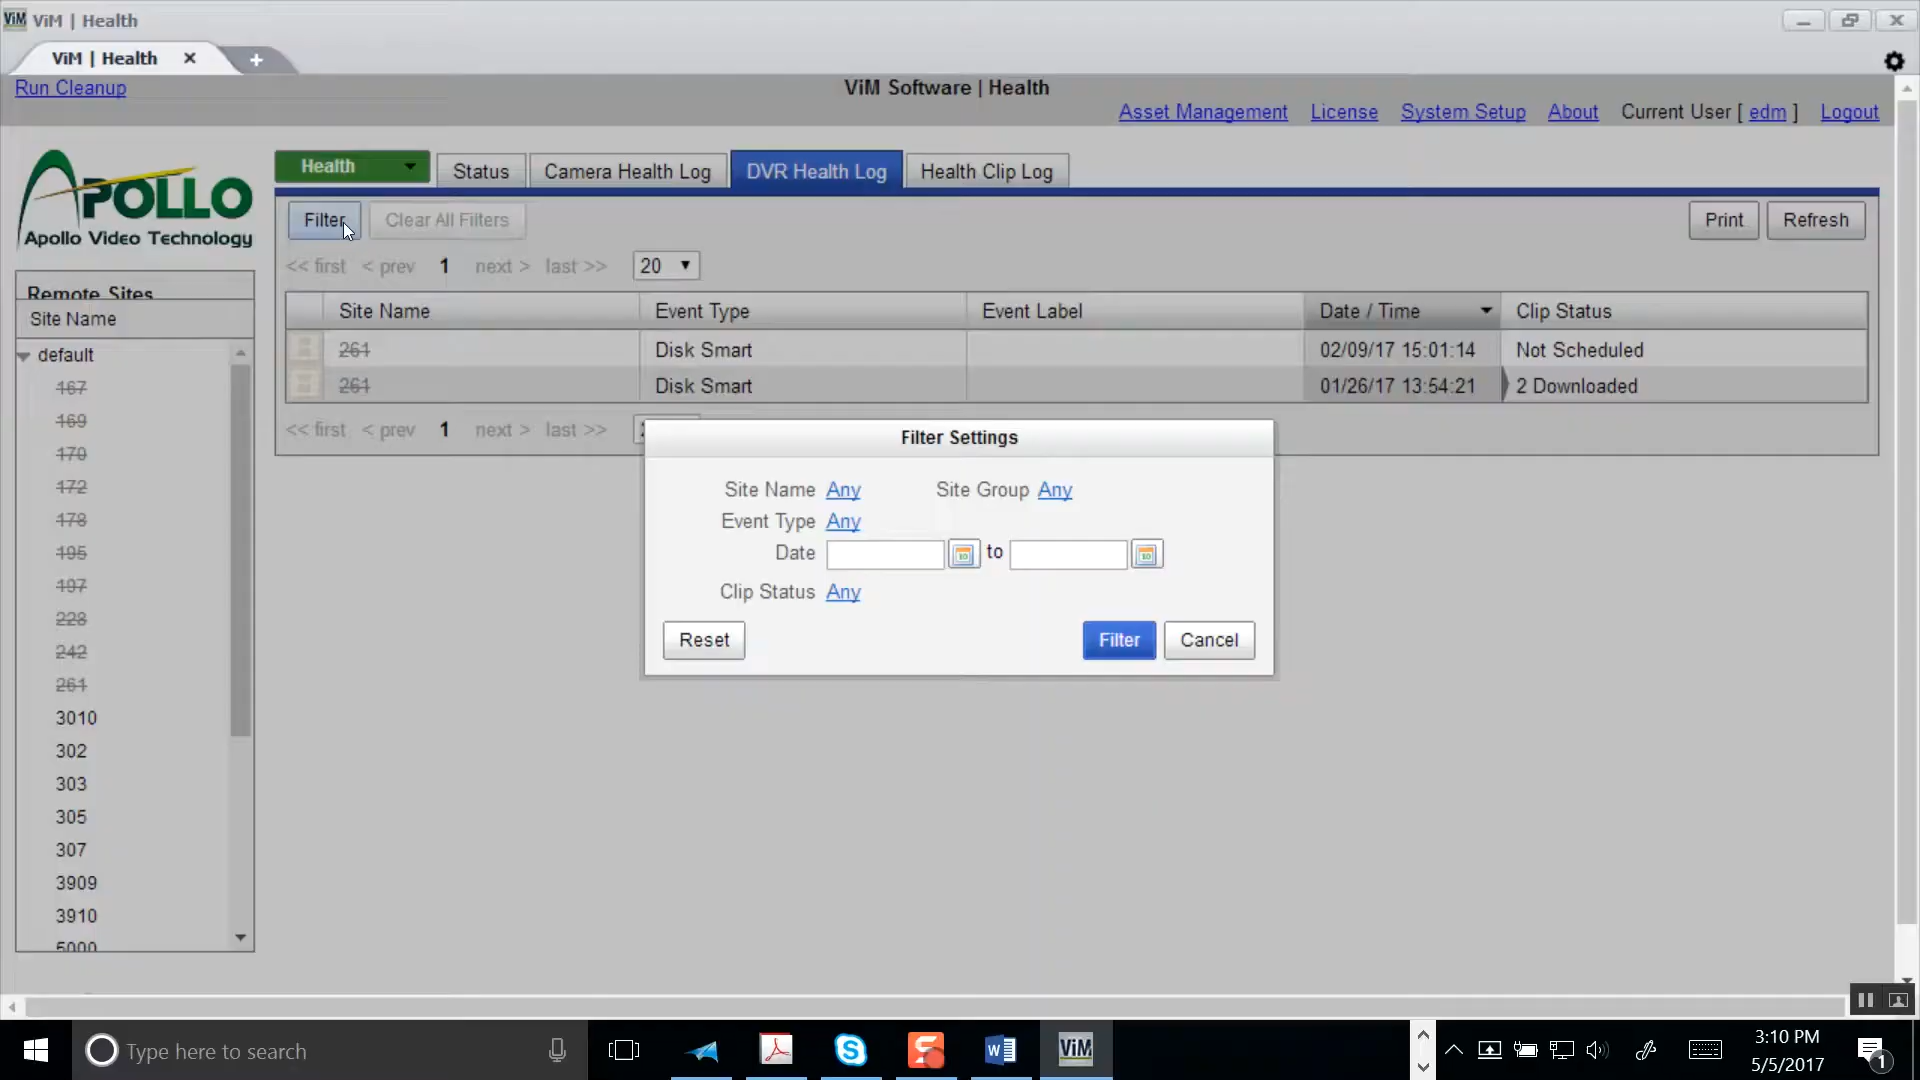 ViM ViM | Health
ViM | Health
Run Cleanup
ViM Software | Health
Asset Management License System Setup About Current User [ edm ] Logout
APOLLO
Apollo Video Technology
Health Status Camera Health Log DVR Health Log Health Clip Log
Filter Clear All Filters Print Refresh
<< first < prev 1 next > last >> 20
Site Name Event Type Event Label Date / Time Clip Status
261 Disk Smart 02/09/17 15:01:14 Not Scheduled
261 Disk Smart 01/26/17 13:54:21 2 Downloaded
<< first < prev 1 next > last >>
Remote Sites
Site Name
default
167
169
170
172
178
195
197
228
242
261
3010
302
303
305
307
3909
3910
5000
Filter Settings
Site Name Any Site Group Any
Event Type Any
Date to
Clip Status Any
Reset Filter Cancel
Type here to search
ViM
3:10 PM
5/5/2017
1